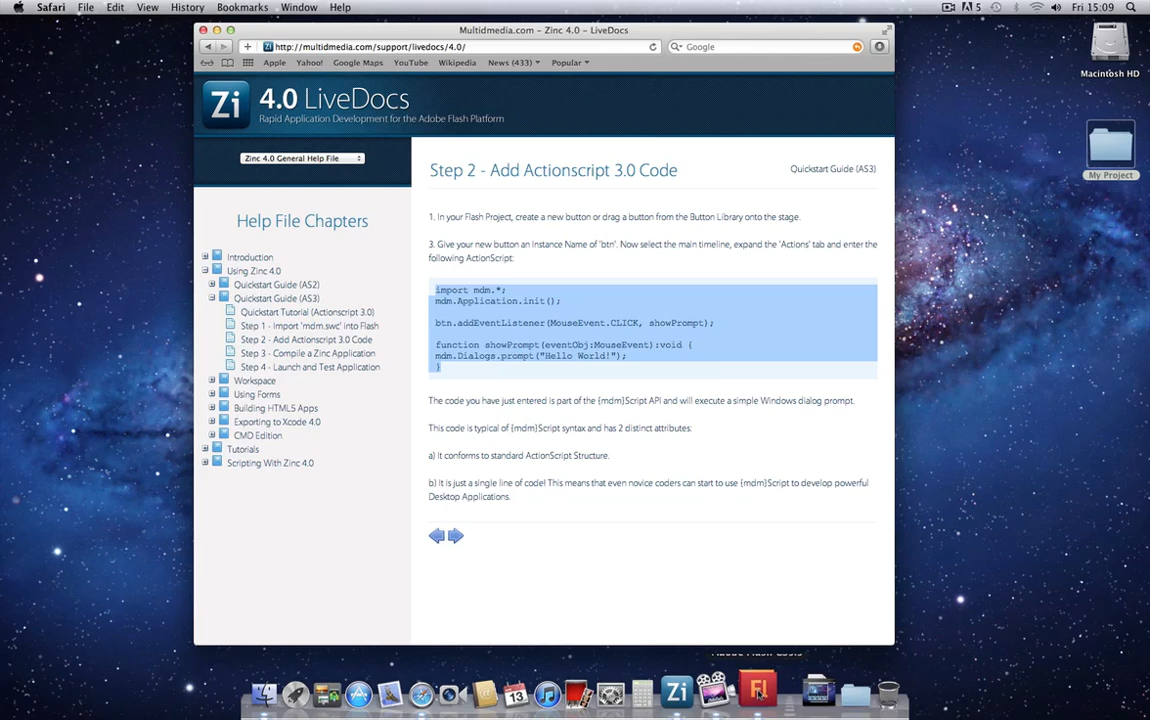 Safari File Edit View History Bookmarks Window Help
5 Fri 15:09
Multidmedia.com - Zinc 4.0 - LiveDocs
http://multidmedia.com/support/livedocs/4.0/
Google
Apple Yahoo! Google Maps YouTube Wikipedia News (433) Popular
Macintosh HD
My Project
Zi 4.0 LiveDocs
Rapid Application Development for the Adobe Flash Platform
Zinc 4.0 General Help File
Help File Chapters
Introduction
Using Zinc 4.0
Quickstart Guide (AS2)
Quickstart Guide (AS3)
Quickstart Tutorial (Actionscript 3.0)
Step 1 - Import 'mdm.swc' into Flash
Step 2 - Add Actionscript 3.0 Code
Step 3 - Compile a Zinc Application
Step 4 - Launch and Test Application
Workspace
Using Forms
Building HTML5 Apps
Exporting to Xcode 4.0
CMD Edition
Tutorials
Scripting With Zinc 4.0
Step 2 - Add Actionscript 3.0 Code
Quickstart Guide (AS3)
1. In your Flash Project, create a new button or drag a button from the Button Library onto the stage.
3. Give your new button an Instance Name of 'btn'. Now select the main timeline, expand the 'Actions' tab and enter the
following ActionScript:
import mdm.*;
mdm.Application.init();
btn.addEventListener(MouseEvent.CLICK, showPrompt);
function showPrompt(eventObj:MouseEvent):void {
mdm.Dialogs.prompt("Hello World!");
}
The code you have just entered is part of the {mdm}Script API and will execute a simple Windows dialog prompt.
This code is typical of {mdm}Script syntax and has 2 distinct attributes:
a) It conforms to standard ActionScript Structure.
b) It is just a single line of code! This means that even novice coders can start to use {mdm}Script to develop powerful
Desktop Applications.
13
Zi
Fl